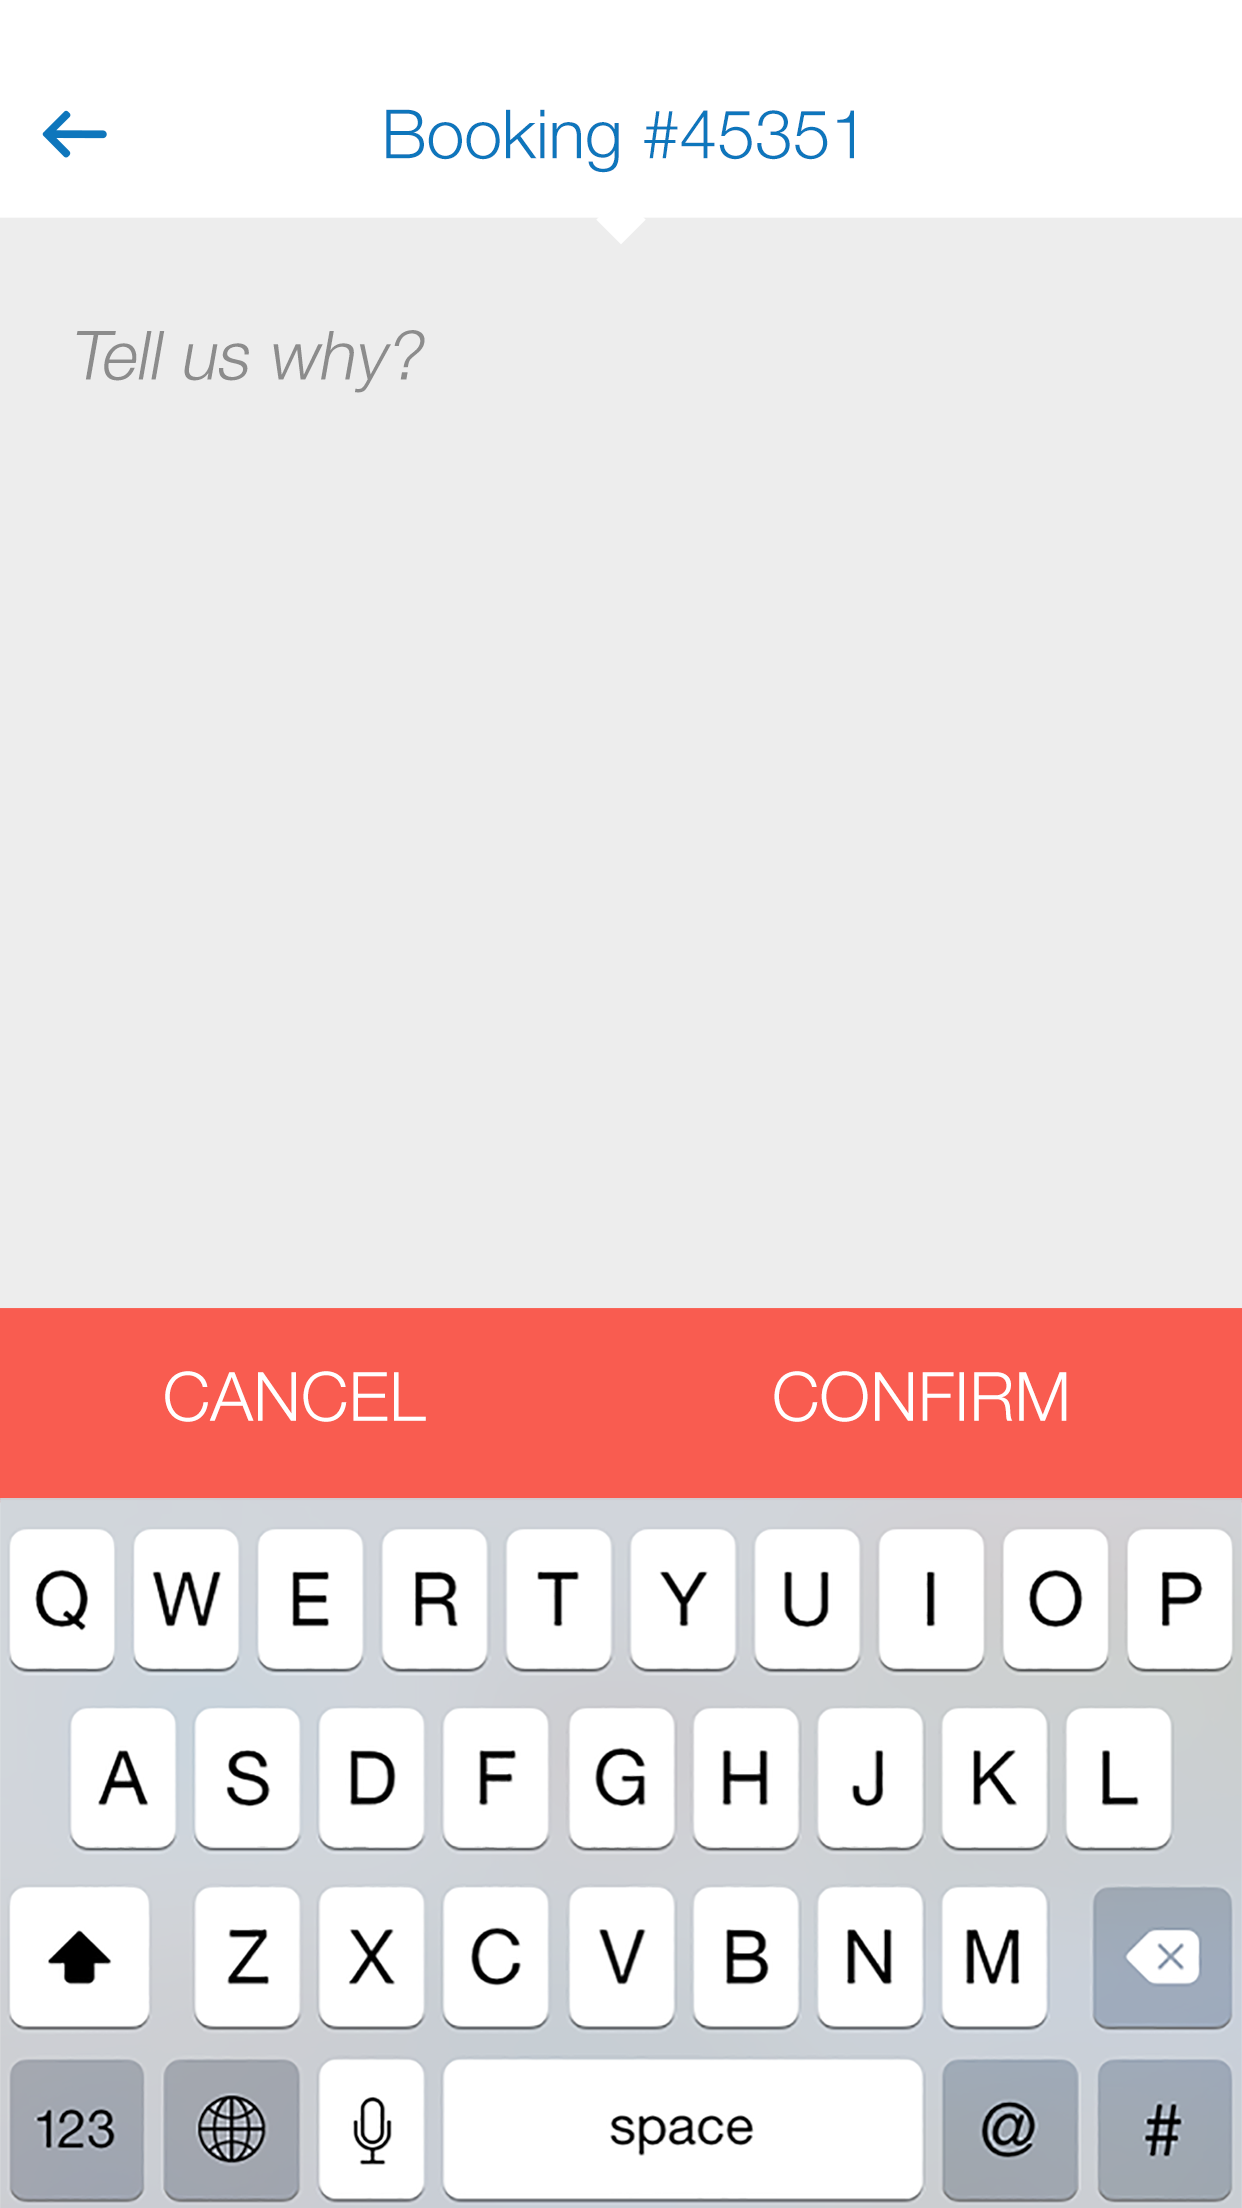 Booking #45351
Tell us why?
CANCEL CONFIRM
Q W E R T Y U I O P
A S D F G H J K L
Z X C V B N M
123 space @ #